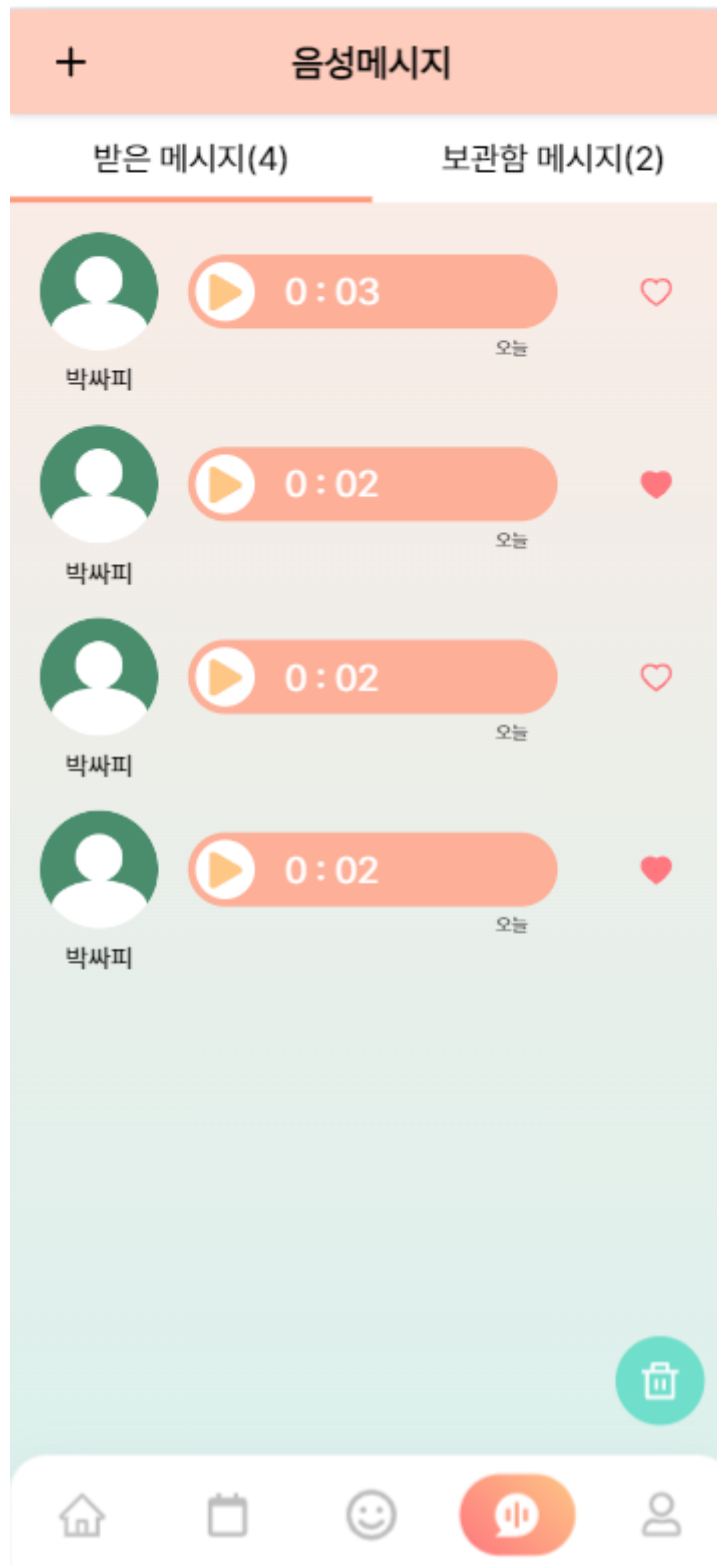 음성메시지
받은 메시지(4) 보관함 메시지(2)
0 : 03
오늘
박싸피
0 : 02
오늘
박싸피
0 : 02
오늘
박싸피
0 : 02
오늘
박싸피